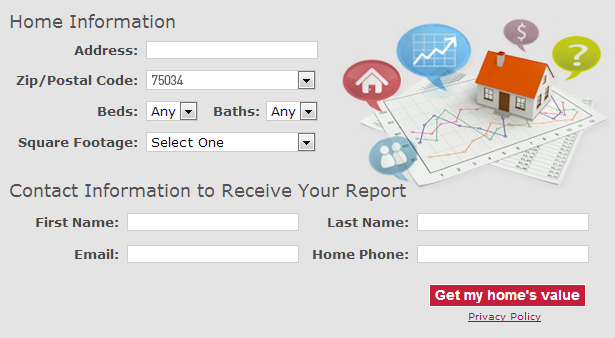 Home Information
Address:
Zip/Postal Code: 75034
Beds: Any Baths: Any
Square Footage: Select One
$
?
Contact Information to Receive Your Report
First Name: Last Name:
Email: Home Phone:
Get my home's value
Privacy Policy